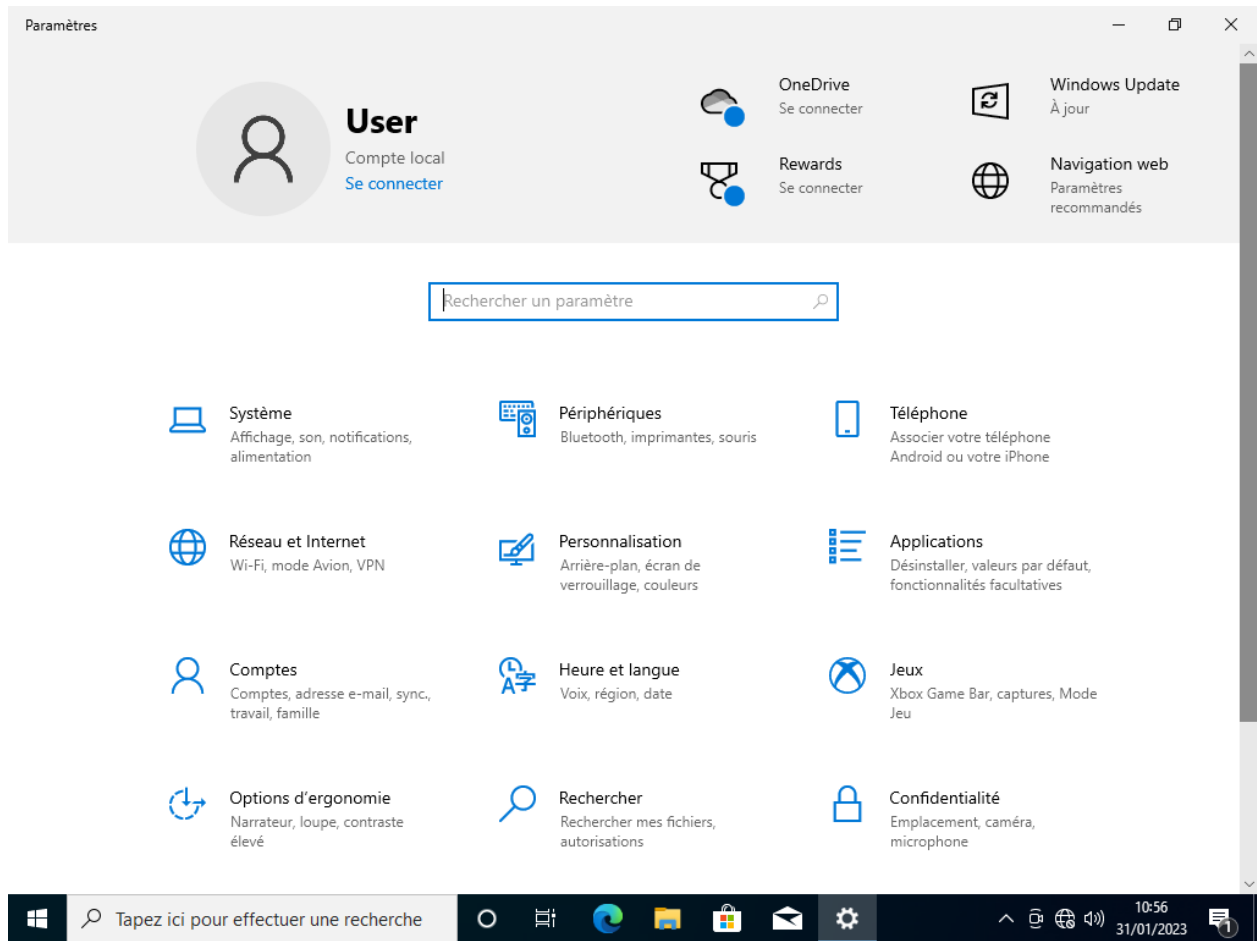 Paramètres
User
Compte local
Se connecter
OneDrive
Se connecter
Windows Update
À jour
Rewards
Se connecter
Navigation web
Paramètres
recommandés
Rechercher un paramètre
Système
Affichage, son, notifications,
alimentation
Périphériques
Bluetooth, imprimantes, souris
Téléphone
Associer votre téléphone
Android ou votre iPhone
Réseau et Internet
Wi-Fi, mode Avion, VPN
Personnalisation
Arrière-plan, écran de
verrouillage, couleurs
Applications
Désinstaller, valeurs par défaut,
fonctionnalités facultatives
Comptes
Comptes, adresse e-mail, sync.,
travail, famille
Heure et langue
Voix, région, date
Jeux
Xbox Game Bar, captures, Mode
Jeu
Options d’ergonomie
Narrateur, loupe, contraste
élevé
Rechercher
Rechercher mes fichiers,
autorisations
Confidentialité
Emplacement, caméra,
microphone
Tapez ici pour effectuer une recherche
10:56
31/01/2023
1